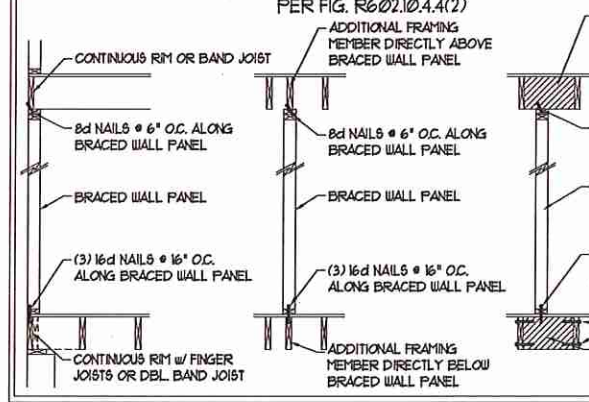 PER FIG. R602.10.4.4(2)
CONTINUOUS RIM OR BAND JOIST
8d NAILS @ 6" O.C. ALONG
BRACED WALL PANEL
BRACED WALL PANEL
(3) 16d NAILS @ 16" O.C.
ALONG BRACED WALL PANEL
CONTINUOUS RIM w/ FINGER
JOISTS OR DBL. BAND JOIST
ADDITIONAL FRAMING
MEMBER DIRECTLY ABOVE
BRACED WALL PANEL
8d NAILS @ 6" O.C. ALONG
BRACED WALL PANEL
BRACED WALL PANEL
(3) 16d NAILS @ 16" O.C.
ALONG BRACED WALL PANEL
ADDITIONAL FRAMING
MEMBER DIRECTLY BELOW
BRACED WALL PANEL